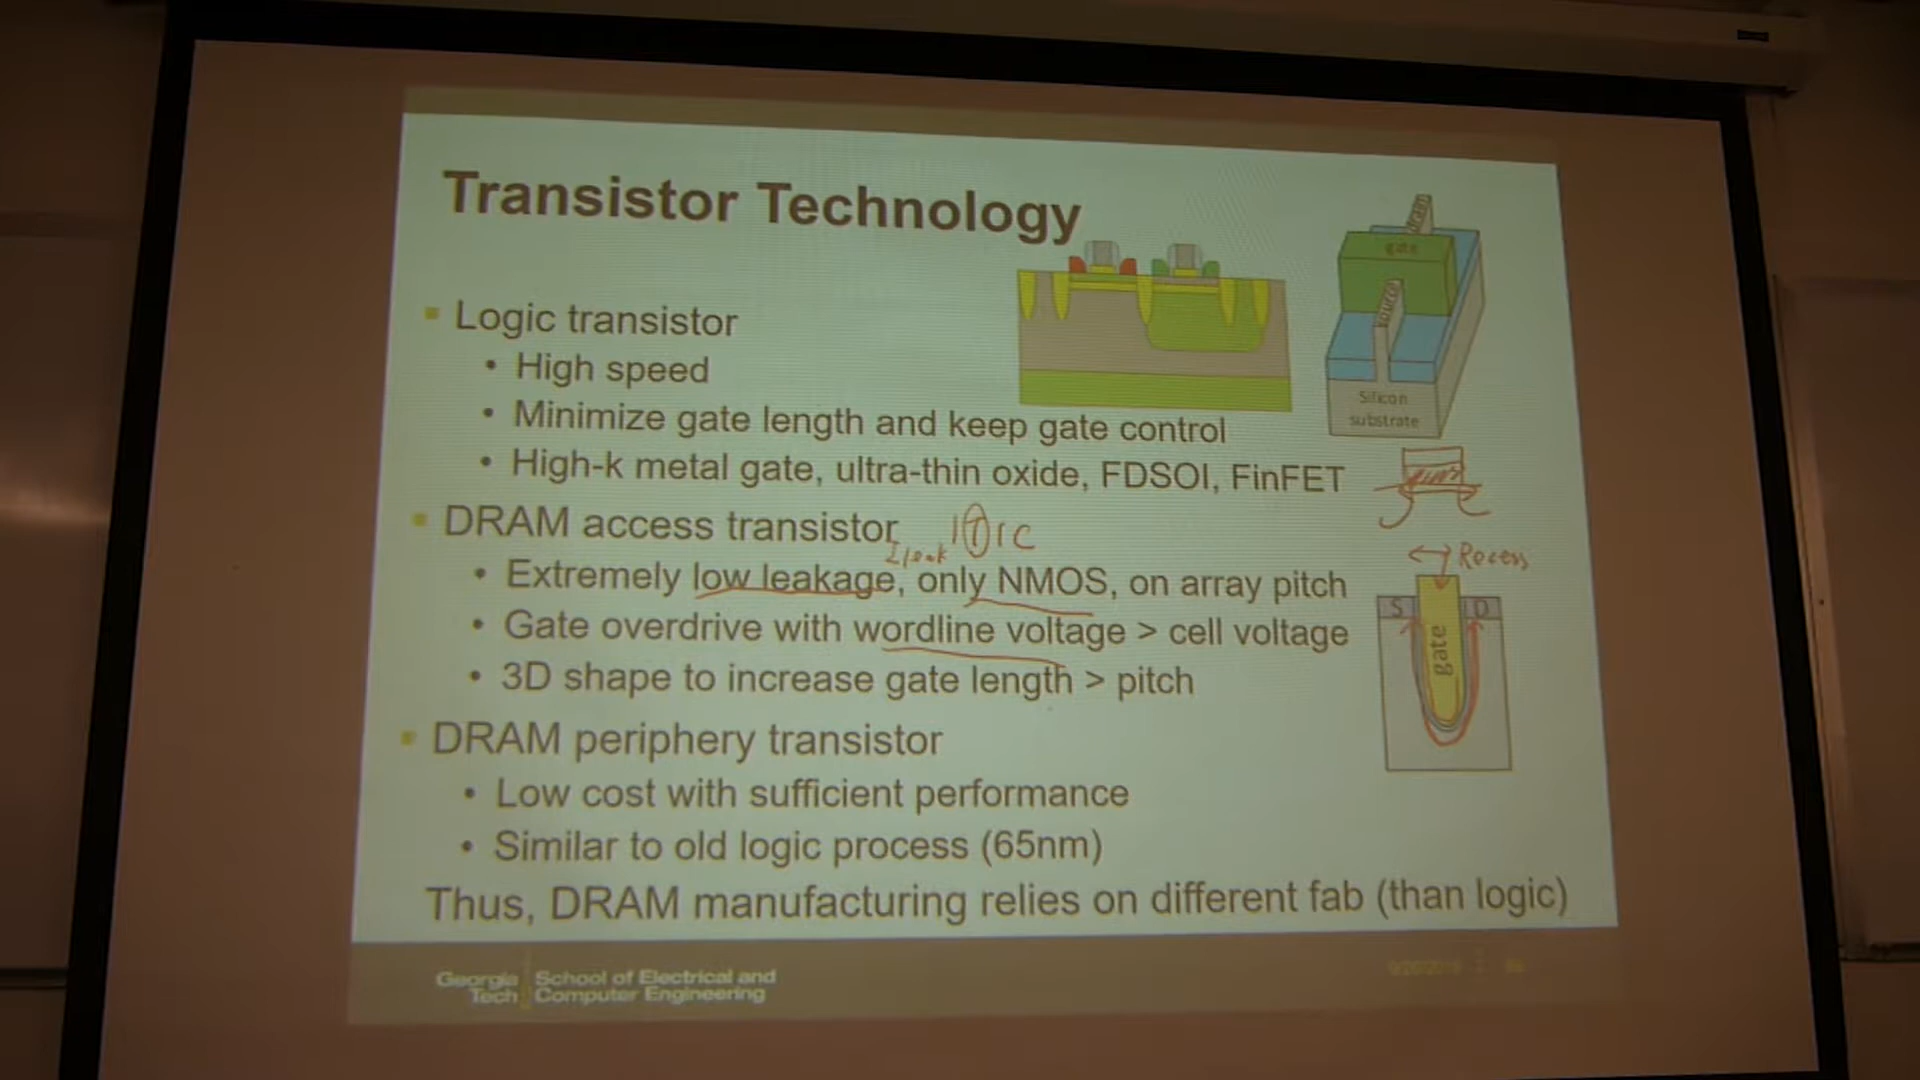 Transistor Technology
Logic transistor
• High speed
• Minimize gate length and keep gate control
• High-k metal gate, ultra-thin oxide, FDSOI, FinFET
DRAM access transistor
• Extremely low leakage, only NMOS, on array pitch
• Gate overdrive with wordline voltage > cell voltage
• 3D shape to increase gate length > pitch
DRAM periphery transistor
• Low cost with sufficient performance
• Similar to old logic process (65nm)
Thus, DRAM manufacturing relies on different fab (than logic)
drain
gate
source
Silicon
substrate
I leak
1T1C
Recess
S
D
gate
Georgia
Tech
School of Electrical and
Computer Engineering